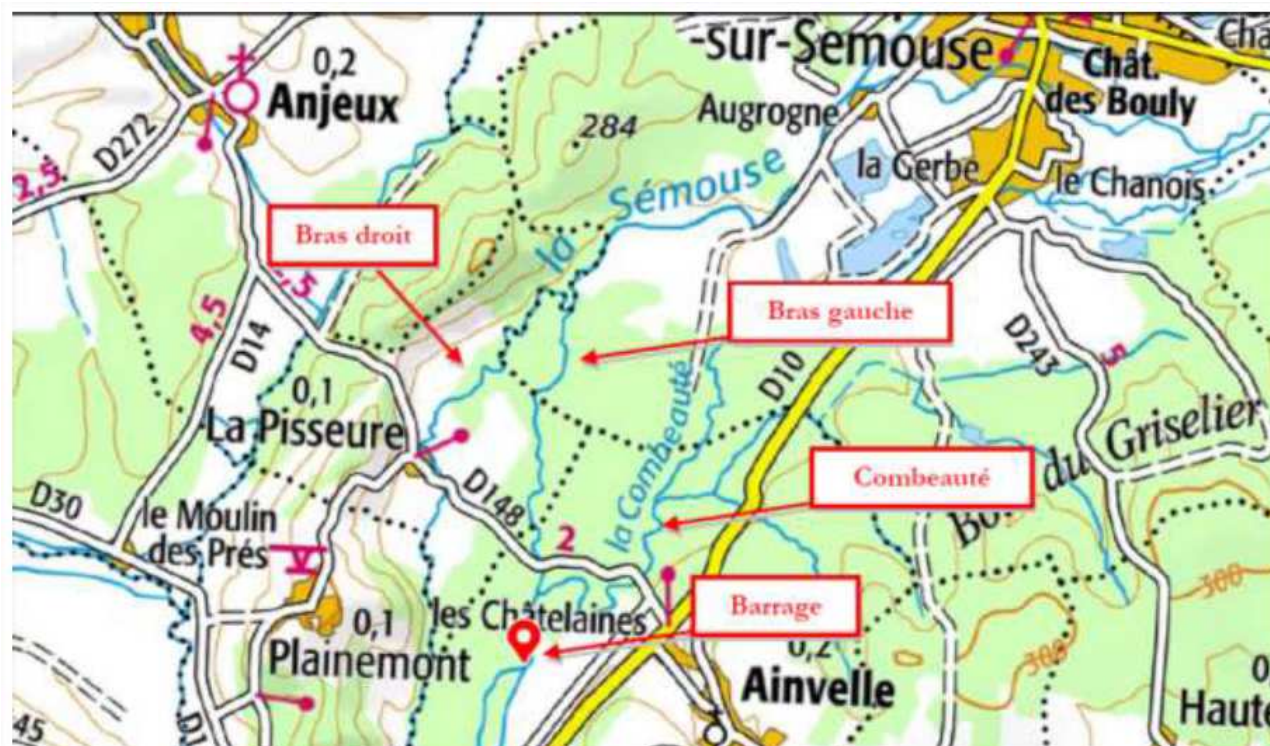 -sur-Semouse
Cha
Chât.
des Bouly
0,2
Anjeux
D272
2,5
284
Augrogne
la Gerbe
le Chanois
la Sémouse
Bras droit
Bras gauche
,5
4,5
D14
D10
D243
5
la Combeauté
0,1
La Pisseure
Combeauté
du Griselier
D30
D148
2
le Moulin
des Prés
300
Barrage
les Châtelaines
0,1
Plainemont
0,2
300
Ainvelle
Haute
D1
45